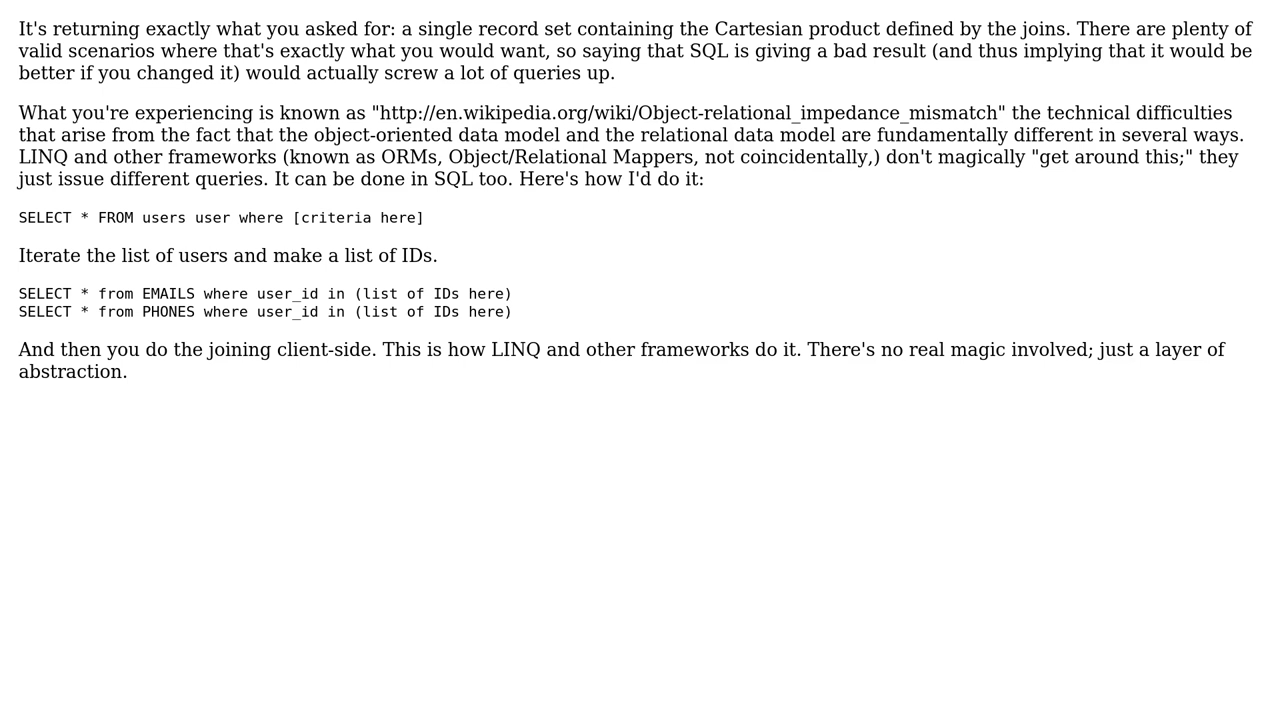 It's returning exactly what you asked for: a single record set containing the Cartesian product defined by the joins. There are plenty of
valid scenarios where that's exactly what you would want, so saying that SQL is giving a bad result (and thus implying that it would be
better if you changed it) would actually screw a lot of queries up.
What you're experiencing is known as "http://en.wikipedia.org/wiki/Object-relational_impedance_mismatch" the technical difficulties
that arise from the fact that the object-oriented data model and the relational data model are fundamentally different in several ways.
LINQ and other frameworks (known as ORMs, Object/Relational Mappers, not coincidentally,) don't magically "get around this;" they
just issue different queries. It can be done in SQL too. Here's how I'd do it:
SELECT * FROM users user where [criteria here]
Iterate the list of users and make a list of IDs.
SELECT * from EMAILS where user_id in (list of IDs here)
SELECT * from PHONES where user_id in (list of IDs here)
And then you do the joining client-side. This is how LINQ and other frameworks do it. There's no real magic involved; just a layer of
abstraction.